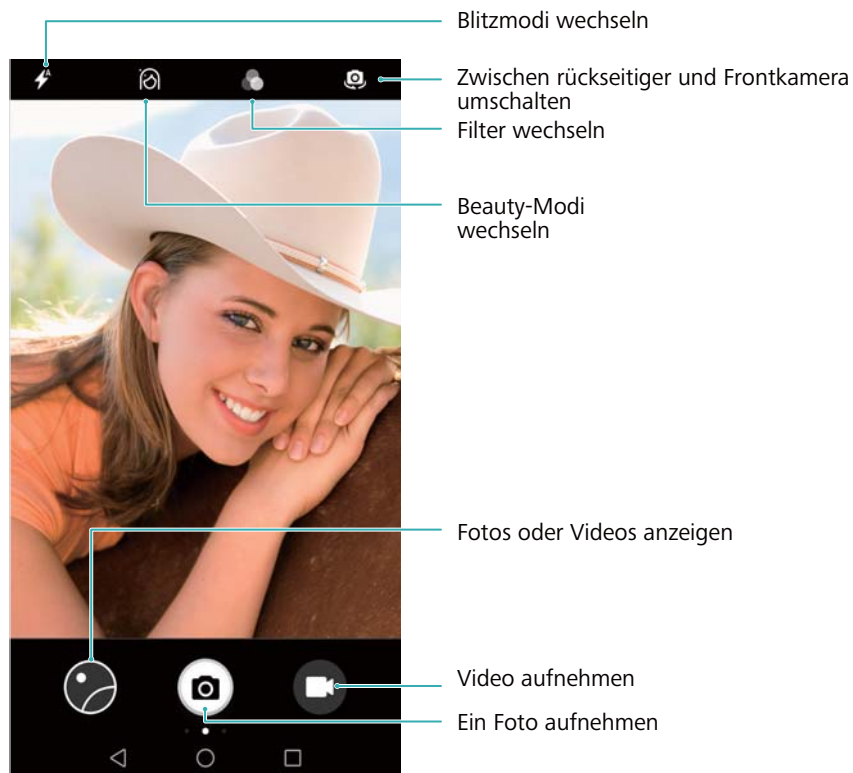 Blitzmodi wechseln
Zwischen rückseitiger und Frontkamera
umschalten
Filter wechseln
Beauty-Modi
wechseln
Fotos oder Videos anzeigen
Video aufnehmen
Ein Foto aufnehmen